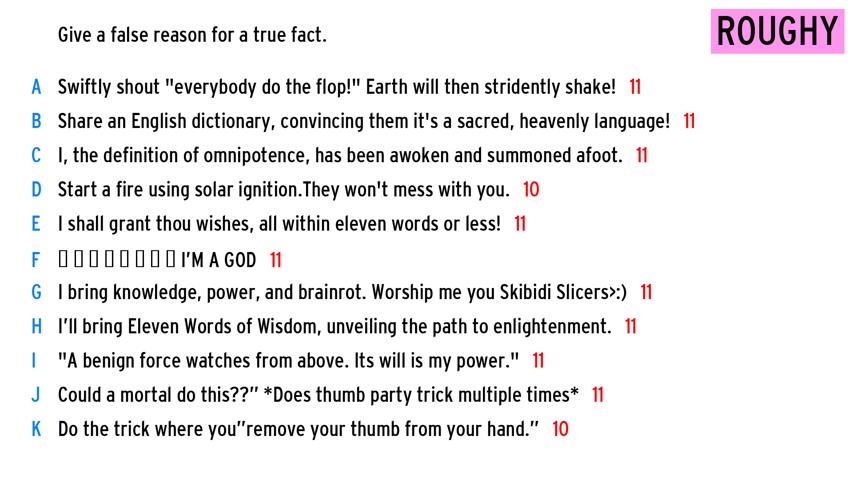 Give a false reason for a true fact.
ROUGHY
A Swiftly shout "everybody do the flop!" Earth will then stridently shake! 11
B Share an English dictionary, convincing them it's a sacred, heavenly language! 11
C I, the definition of omnipotence, has been awoken and summoned afoot. 11
D Start a fire using solar ignition.They won't mess with you. 10
E I shall grant thou wishes, all within eleven words or less! 11
F I'M A GOD 11
G I bring knowledge, power, and brainrot. Worship me you Skibidi Slicers>:) 11
H I’ll bring Eleven Words of Wisdom, unveiling the path to enlightenment. 11
I "A benign force watches from above. Its will is my power." 11
J Could a mortal do this??” *Does thumb party trick multiple times* 11
K Do the trick where you”remove your thumb from your hand.” 10